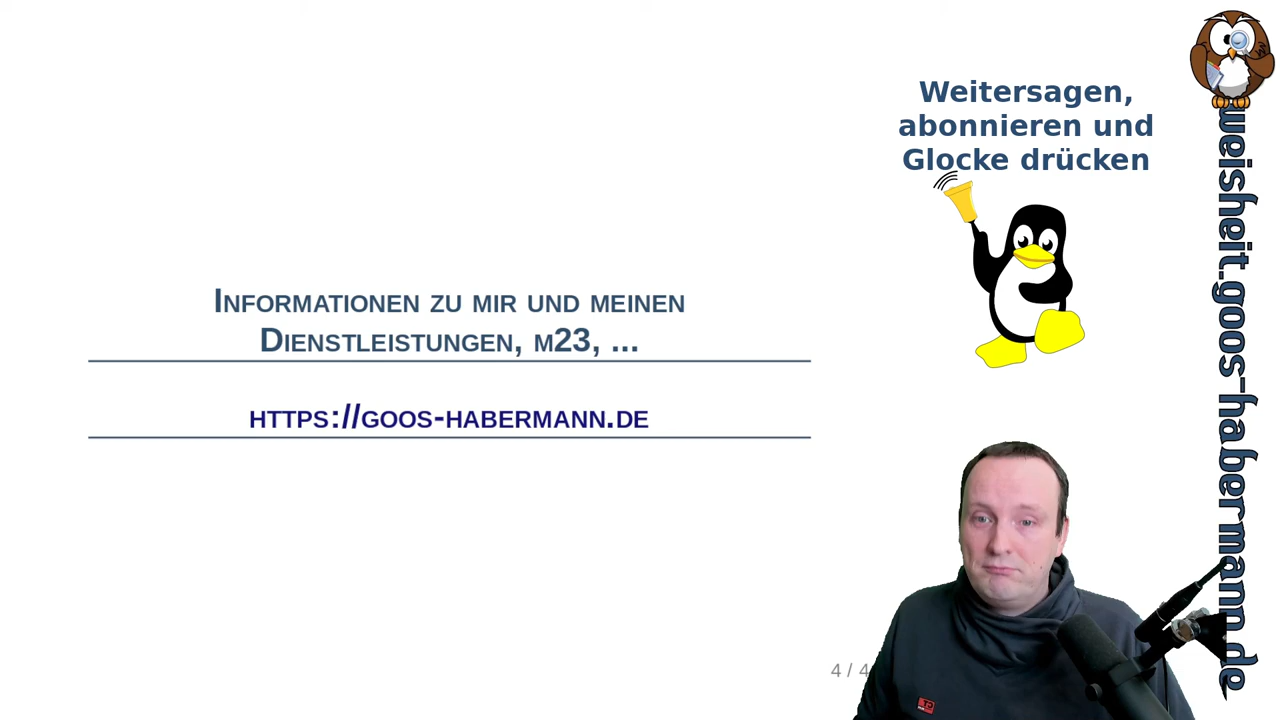 Weitersagen,
abonnieren und
Glocke drücken
Informationen zu mir und meinen
Dienstleistungen, m23, ...
https://goos-habermann.de
4 / 4
weisheit.goos-habermann.de